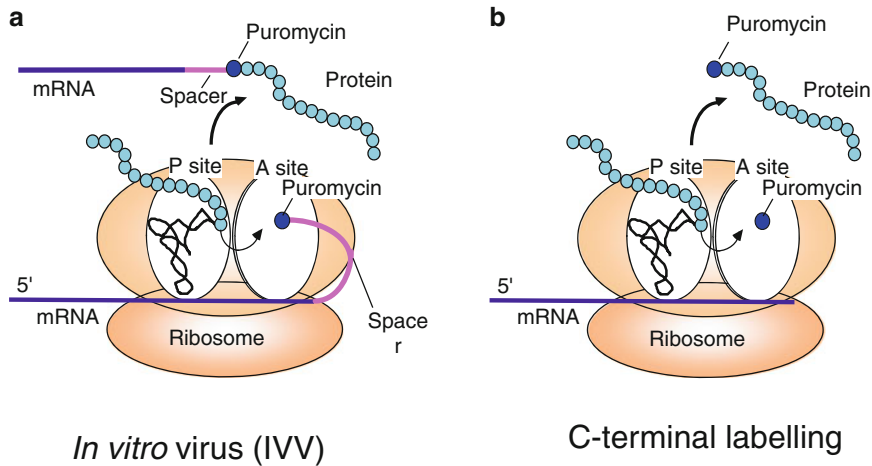 a
Puromycin
mRNA
Spacer
Protein
P site
A site
Puromycin
5'
mRNA
Ribosome
Space
r
In vitro virus (IVV)
b
Puromycin
Protein
P site
A site
Puromycin
5'
mRNA
Ribosome
C-terminal labelling